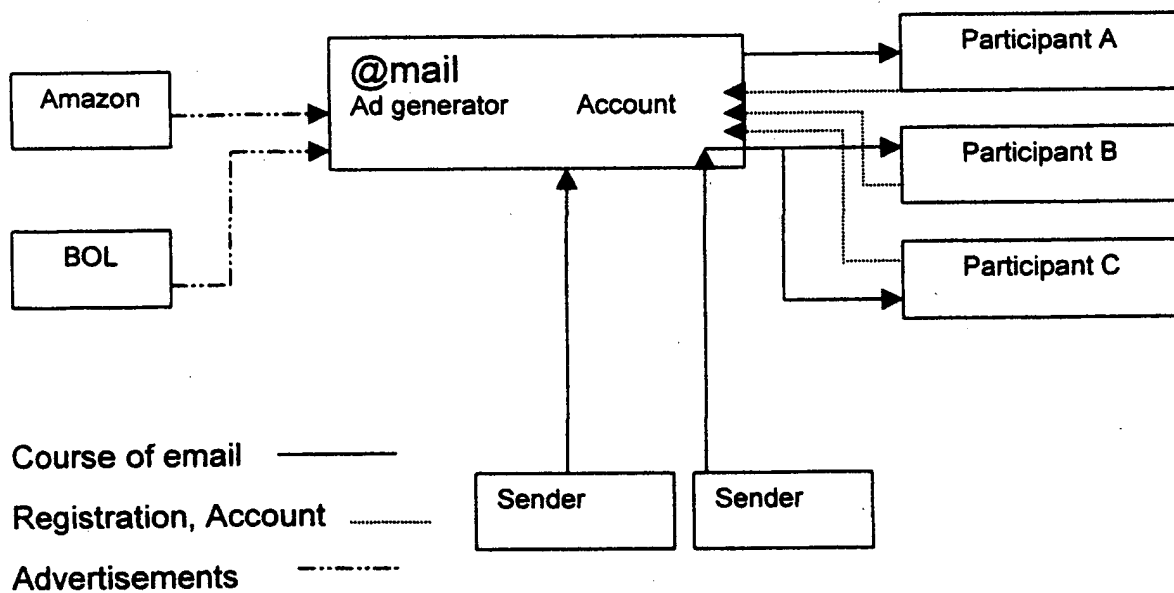 Participant A
@mail
Amazon
Ad generator Account
Participant B
BOL
Participant C
Course of email
Sender Sender
Registration, Account
Advertisements